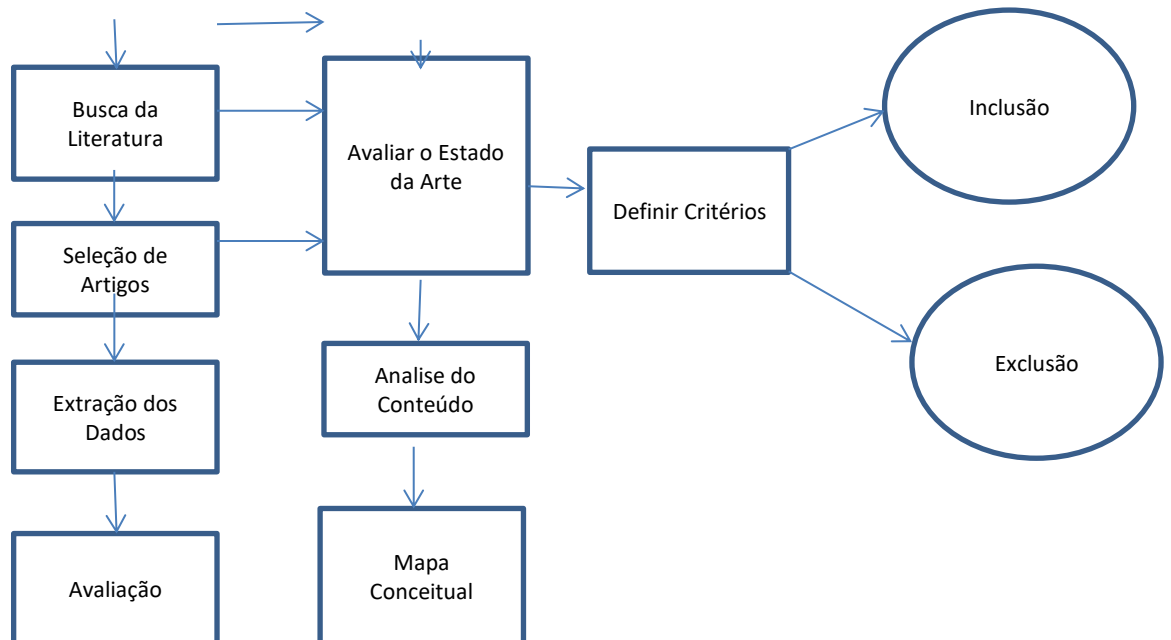 Busca da
Literatura
Avaliar o Estado
da Arte
Definir Critérios
Inclusão
Seleção de
Artigos
Exclusão
Extração dos
Dados
Analise do
Conteúdo
Avaliação
Mapa
Conceitual